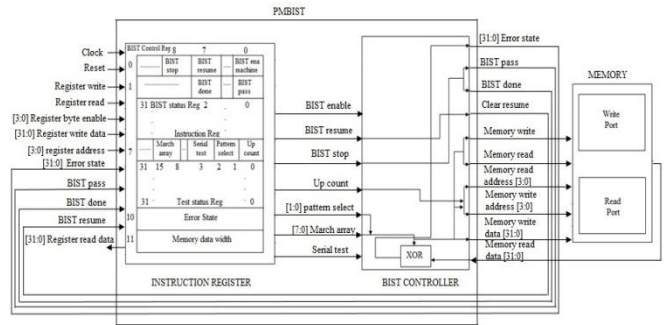 PMBIST
Clock
Reset
Register write
Register read
[3:0] Register byte enable
[31:0] Register write data
[3:0] register address
[31:0] Error state
BIST pass
BIST done
BIST resume
[31:0] Register read data
BIST Control Reg 8 7 0
0 BIST stop BIST resume BIST ena machine
1 BIST done BIST pass
31 BIST status Reg 2 0
Instruction Reg
7 March array Serial test Pattern select Up count
31 15 8 3 2 1 0
31 Test status Reg 0
10 Error State
11 Memory data width
INSTRUCTION REGISTER
BIST enable
BIST resume
BIST stop
Up count
[1:0] pattern select
[7:0] March array
Serial test
XOR
BIST CONTROLLER
[31:0] Error state
BIST pass
BIST done
Clear resume
Memory write
Memory read
Memory read address [3:0]
Memory write address [3:0]
Memory write data [31:0]
Memory read data [31:0]
MEMORY
Write
Port
Read
Port